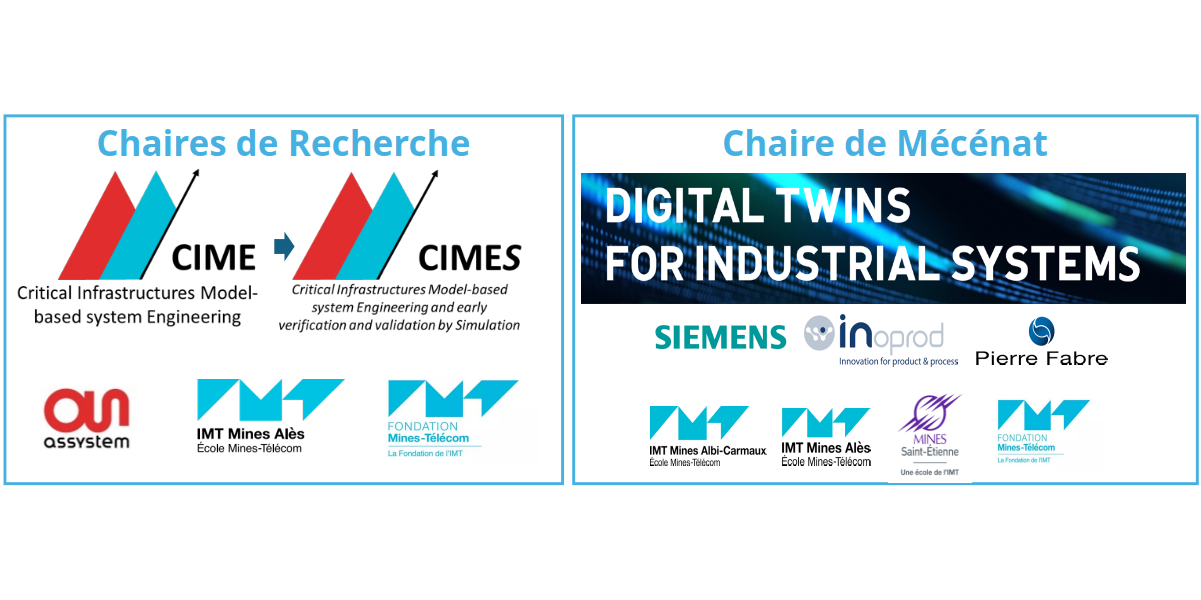 Chaires de Recherche
CIME
Critical Infrastructures Model-
based system Engineering
CIMES
Critical Infrastructures Model-based
system Engineering and early
verification and validation by Simulation
assystem
IMT Mines Alès
École Mines-Télécom
FONDATION
Mines-Télécom
La Fondation de l'IMT
Chaire de Mécénat
DIGITAL TWINS
FOR INDUSTRIAL SYSTEMS
SIEMENS
inoprod
Innovation for product & process
Pierre Fabre
IMT Mines Albi-Carmaux
École Mines-Télécom
IMT Mines Alès
École Mines-Télécom
MINES
Saint-Étienne
Une école de l'IMT
FONDATION
Mines-Télécom
La Fondation de l'IMT